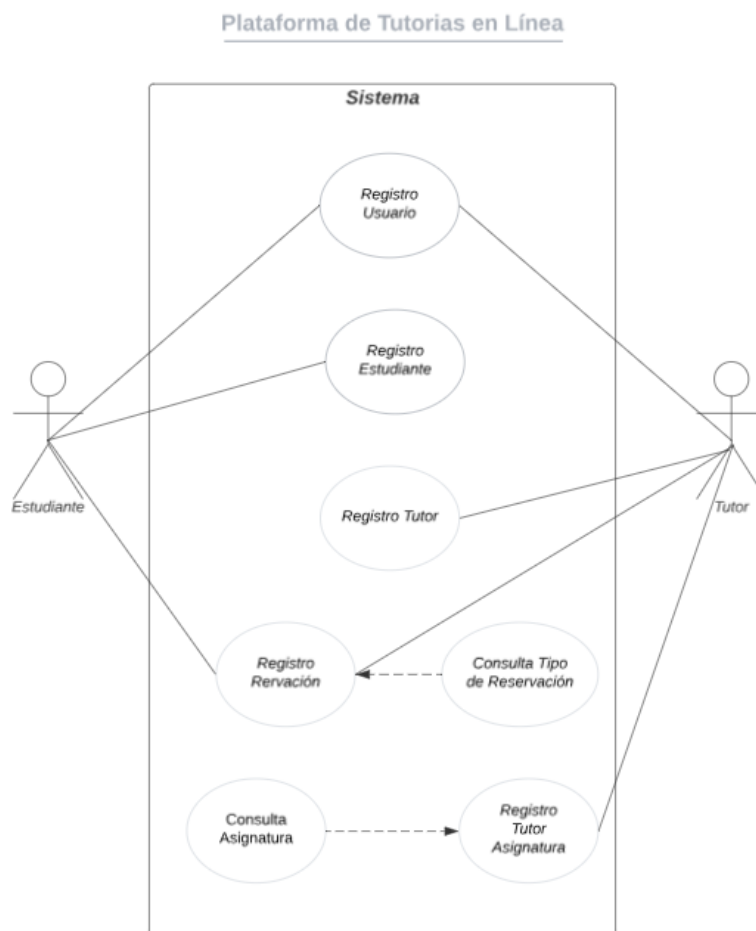 Plataforma de Tutorias en Línea
Sistema
Registro
Usuario
Registro
Estudiante
Estudiante
Registro Tutor
Tutor
Registro
Rervación
Consulta Tipo
de Reservación
Consulta
Asignatura
Registro
Tutor
Asignatura